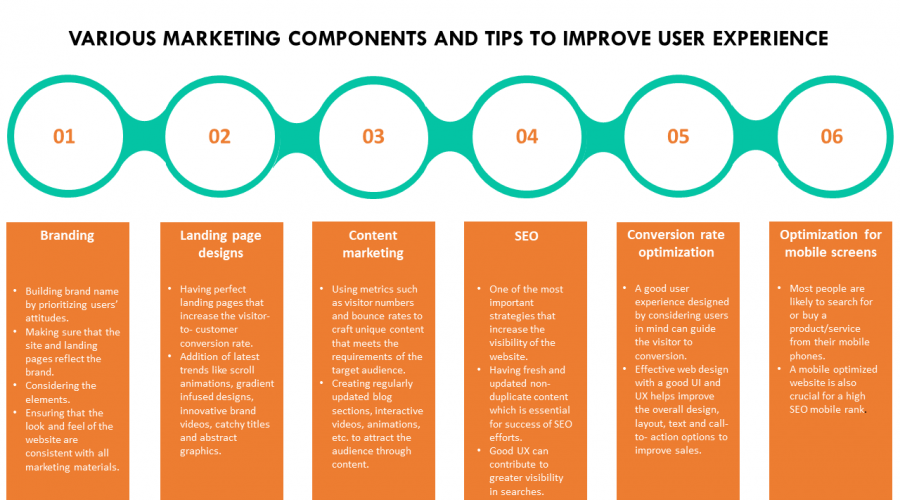 VARIOUS MARKETING COMPONENTS AND TIPS TO IMPROVE USER EXPERIENCE
01
02
03
04
05
06
Branding
• Building brand name
by prioritizing users'
attitudes.
• Making sure that the
site and landing
pages reflect the
brand.
• Considering the
elements.
• Ensuring that the
look and feel of the
website are
consistent with all
marketing materials.
Landing page
designs
• Having perfect
landing pages that
increase the visitor-
to- customer
conversion rate.
• Addition of latest
trends like scroll
animations, gradient
infused designs,
innovative brand
videos, catchy titles
and abstract
graphics.
Content
marketing
• Using metrics such
as visitor numbers
and bounce rates to
craft unique content
that meets the
requirements of the
target audience.
• Creating regularly
updated blog
sections, interactive
videos, animations,
etc. to attract the
audience through
content.
SEO
• One of the most
important
strategies that
increase the
visibility of the
website.
• Having fresh and
updated non-
duplicate content
which is essential
for success of SEO
efforts.
• Good UX can
contribute to
greater visibility
in searches.
Conversion rate
optimization
• A good user
experience designed
by considering users
in mind can guide
the visitor to
conversion.
• Effective web design
with a good UI and
UX helps improve
the overall design,
layout, text and call-
to- action options to
improve sales.
Optimization for
mobile screens
• Most people are
likely to search for
or buy a
product/service
from their mobile
phones.
• A mobile optimized
website is also
crucial for a high
SEO mobile rank.